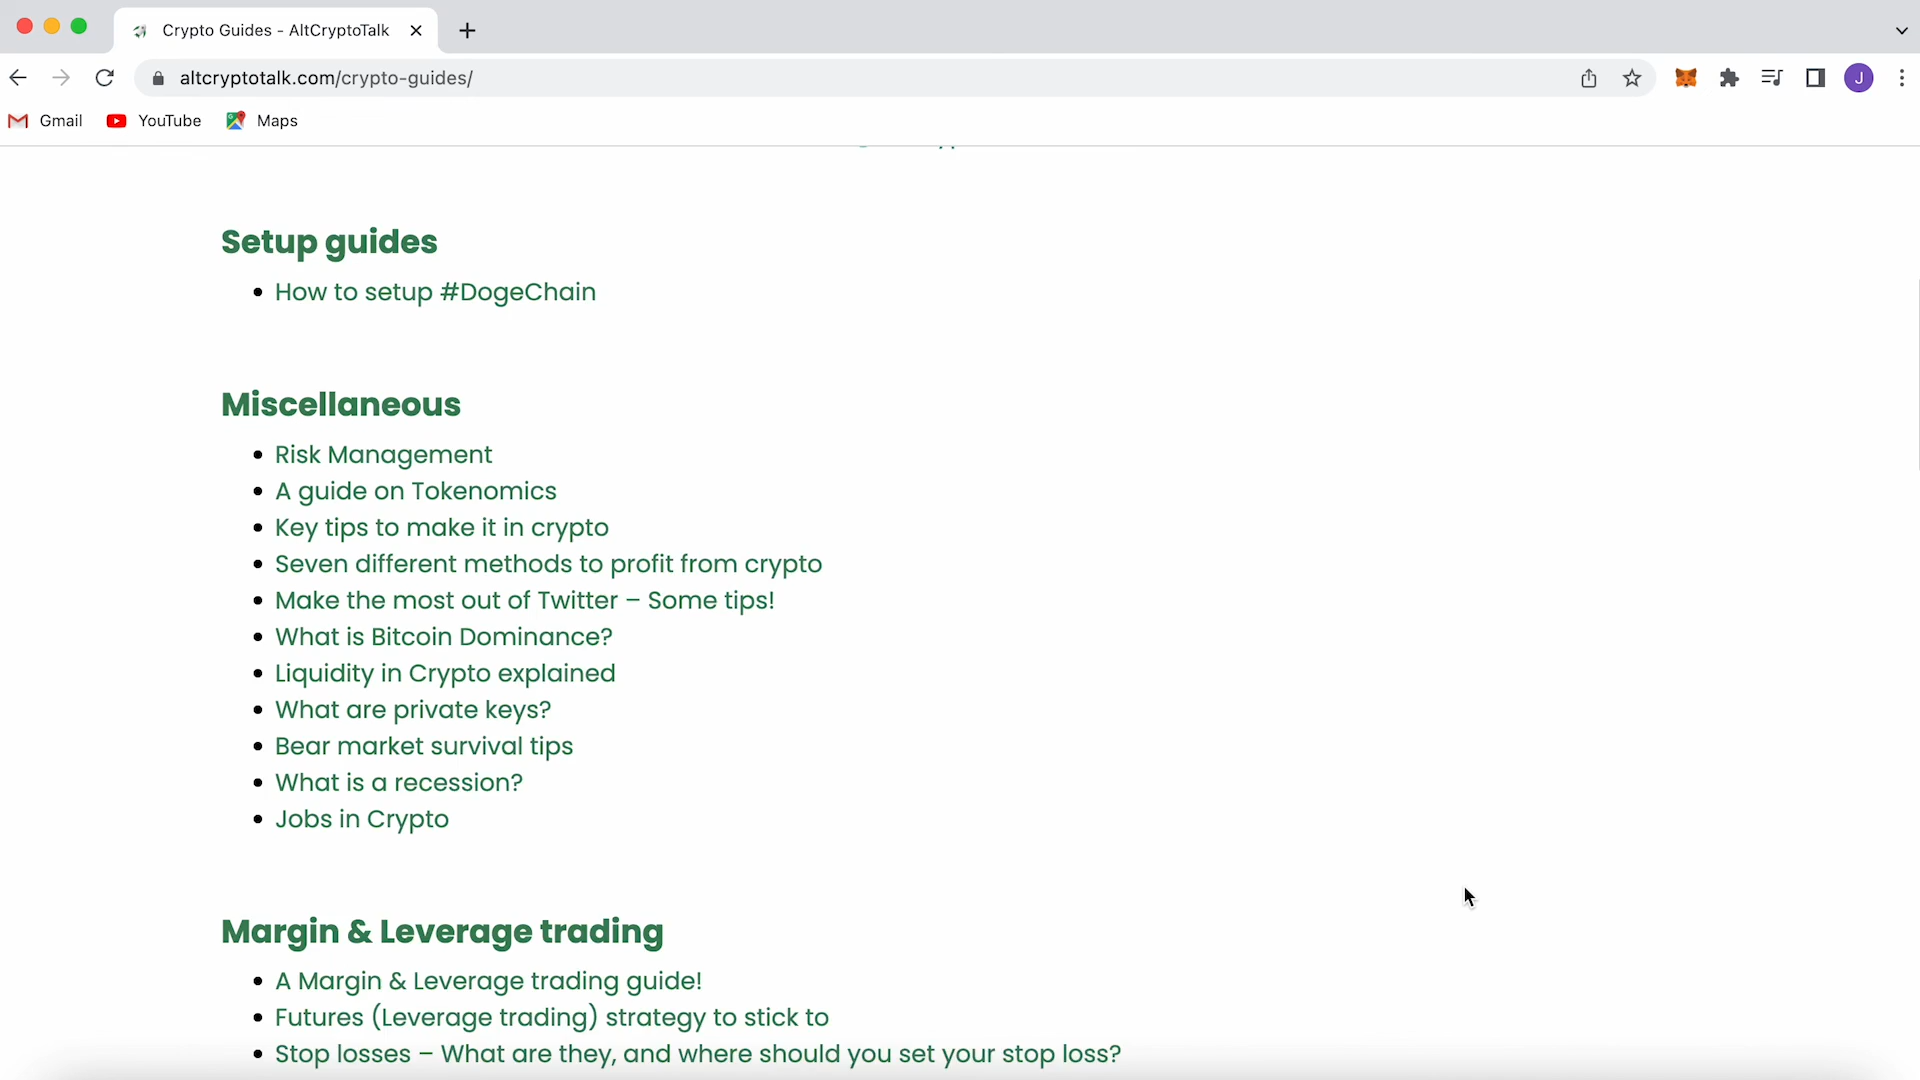 Crypto Guides - AltCryptoTalk
altcryptotalk.com/crypto-guides/
J
Gmail
YouTube
Maps
Setup guides
How to setup #DogeChain
Miscellaneous
Risk Management
A guide on Tokenomics
Key tips to make it in crypto
Seven different methods to profit from crypto
Make the most out of Twitter – Some tips!
What is Bitcoin Dominance?
Liquidity in Crypto explained
What are private keys?
Bear market survival tips
What is a recession?
Jobs in Crypto
Margin & Leverage trading
A Margin & Leverage trading guide!
Futures (Leverage trading) strategy to stick to
Stop losses – What are they, and where should you set your stop loss?